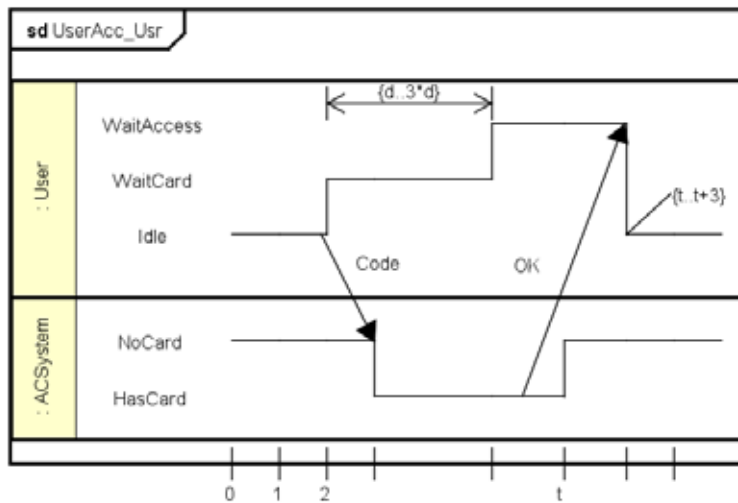 sd UserAcc_Usr
{d..3*d}
WaitAccess
: User
WaitCard
{t..t+3}
Idle
Code
OK
: ACSystem
NoCard
HasCard
0 1 2 t